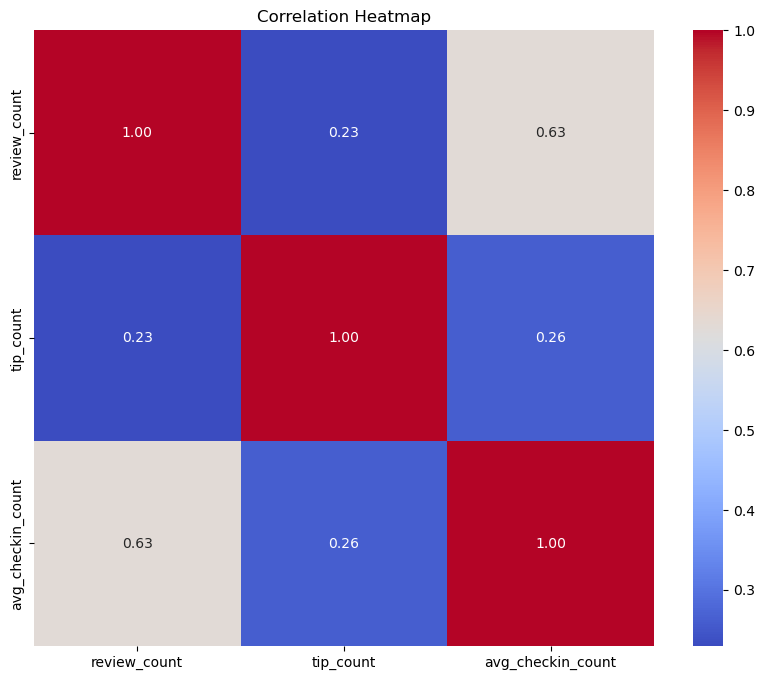 Correlation Heatmap
review_count
1.00
0.23
0.63
tip_count
0.23
1.00
0.26
avg_checkin_count
0.63
0.26
1.00
review_count
tip_count
avg_checkin_count
1.0
0.9
0.8
0.7
0.6
0.5
0.4
0.3